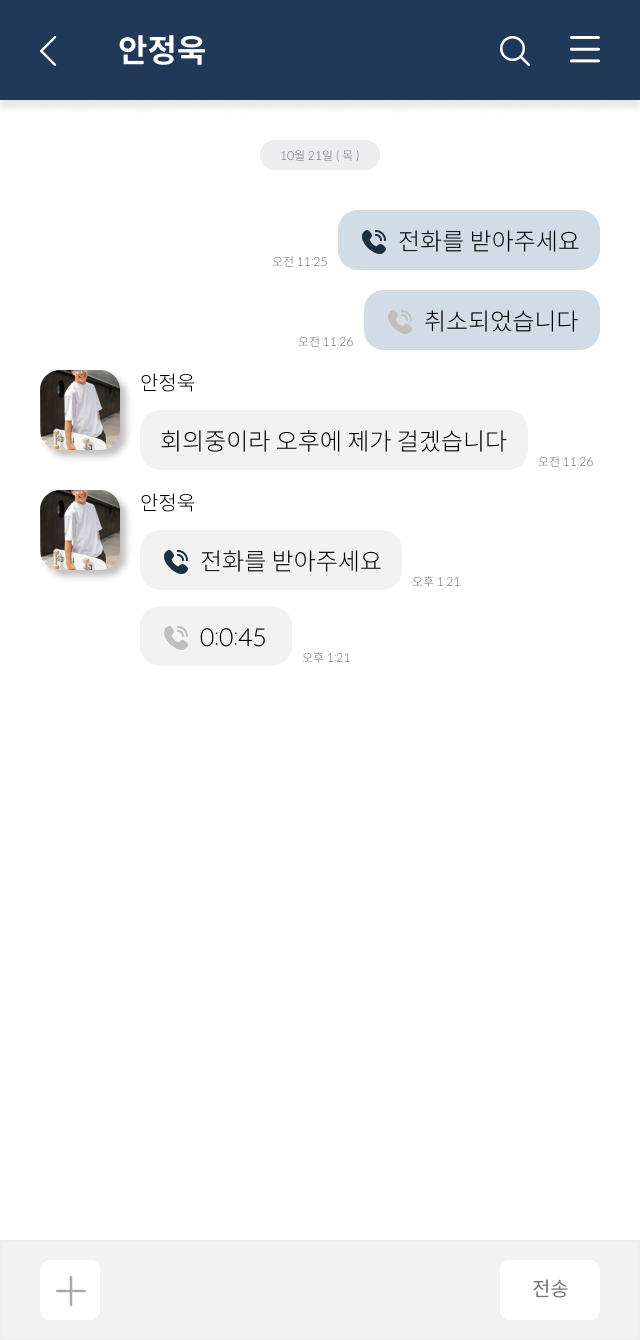 안정욱
10월 21일 ( 목 )
전화를 받아주세요
오전 11:25
취소되었습니다
오전 11:26
안정욱
회의중이라 오후에 제가 걸겠습니다
오전 11:26
안정욱
전화를 받아주세요
오후 1:21
0:0:45
오후 1:21
전송